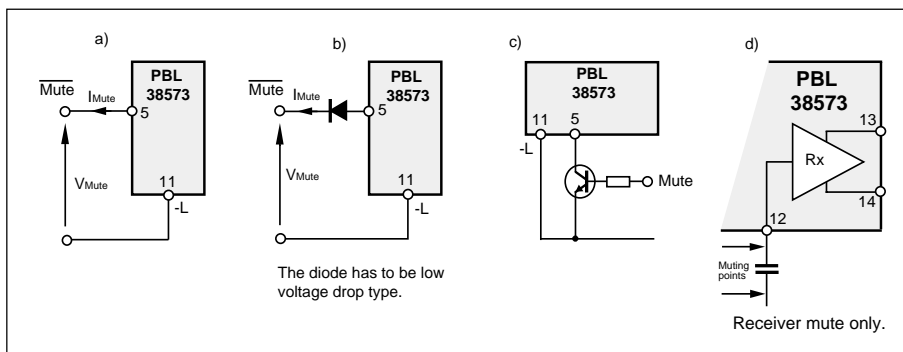 a)
PBL
38573
Mute
IMute
5
VMute
11
-L
b)
PBL
38573
Mute
IMute
5
VMute
11
-L
The diode has to be low
voltage drop type.
c)
PBL
38573
11 5
-L
Mute
d)
PBL
38573
13
Rx
14
12
Muting
points
Receiver mute only.